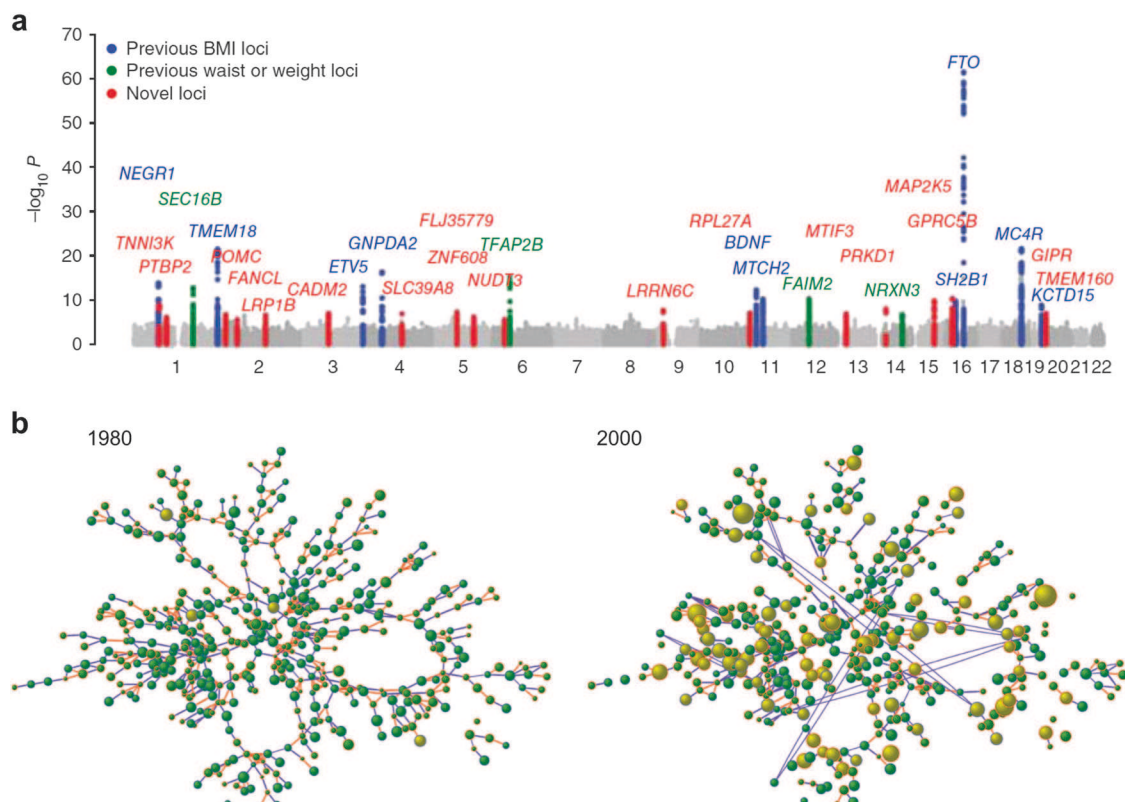 a
70
60
50
40
30
20
10
0
–log10 P
Previous BMI loci
Previous waist or weight loci
Novel loci
FTO
NEGR1
MAP2K5
SEC16B
FLJ35779
RPL27A
GPRC5B
TMEM18
MTIF3
MC4R
TNNI3K
GNPDA2
TFAP2B
BDNF
POMC
ZNF608
PRKD1
GIPR
PTBP2
ETV5
MTCH2
FANCL
NUDT3
SH2B1
TMEM160
CADM2
SLC39A8
LRRN6C
FAIM2
NRXN3
KCTD15
LRP1B
1 2 3 4 5 6 7 8 9 10 11 12 13 14 15 16 17 18 19 20 21 22
b
1980
2000